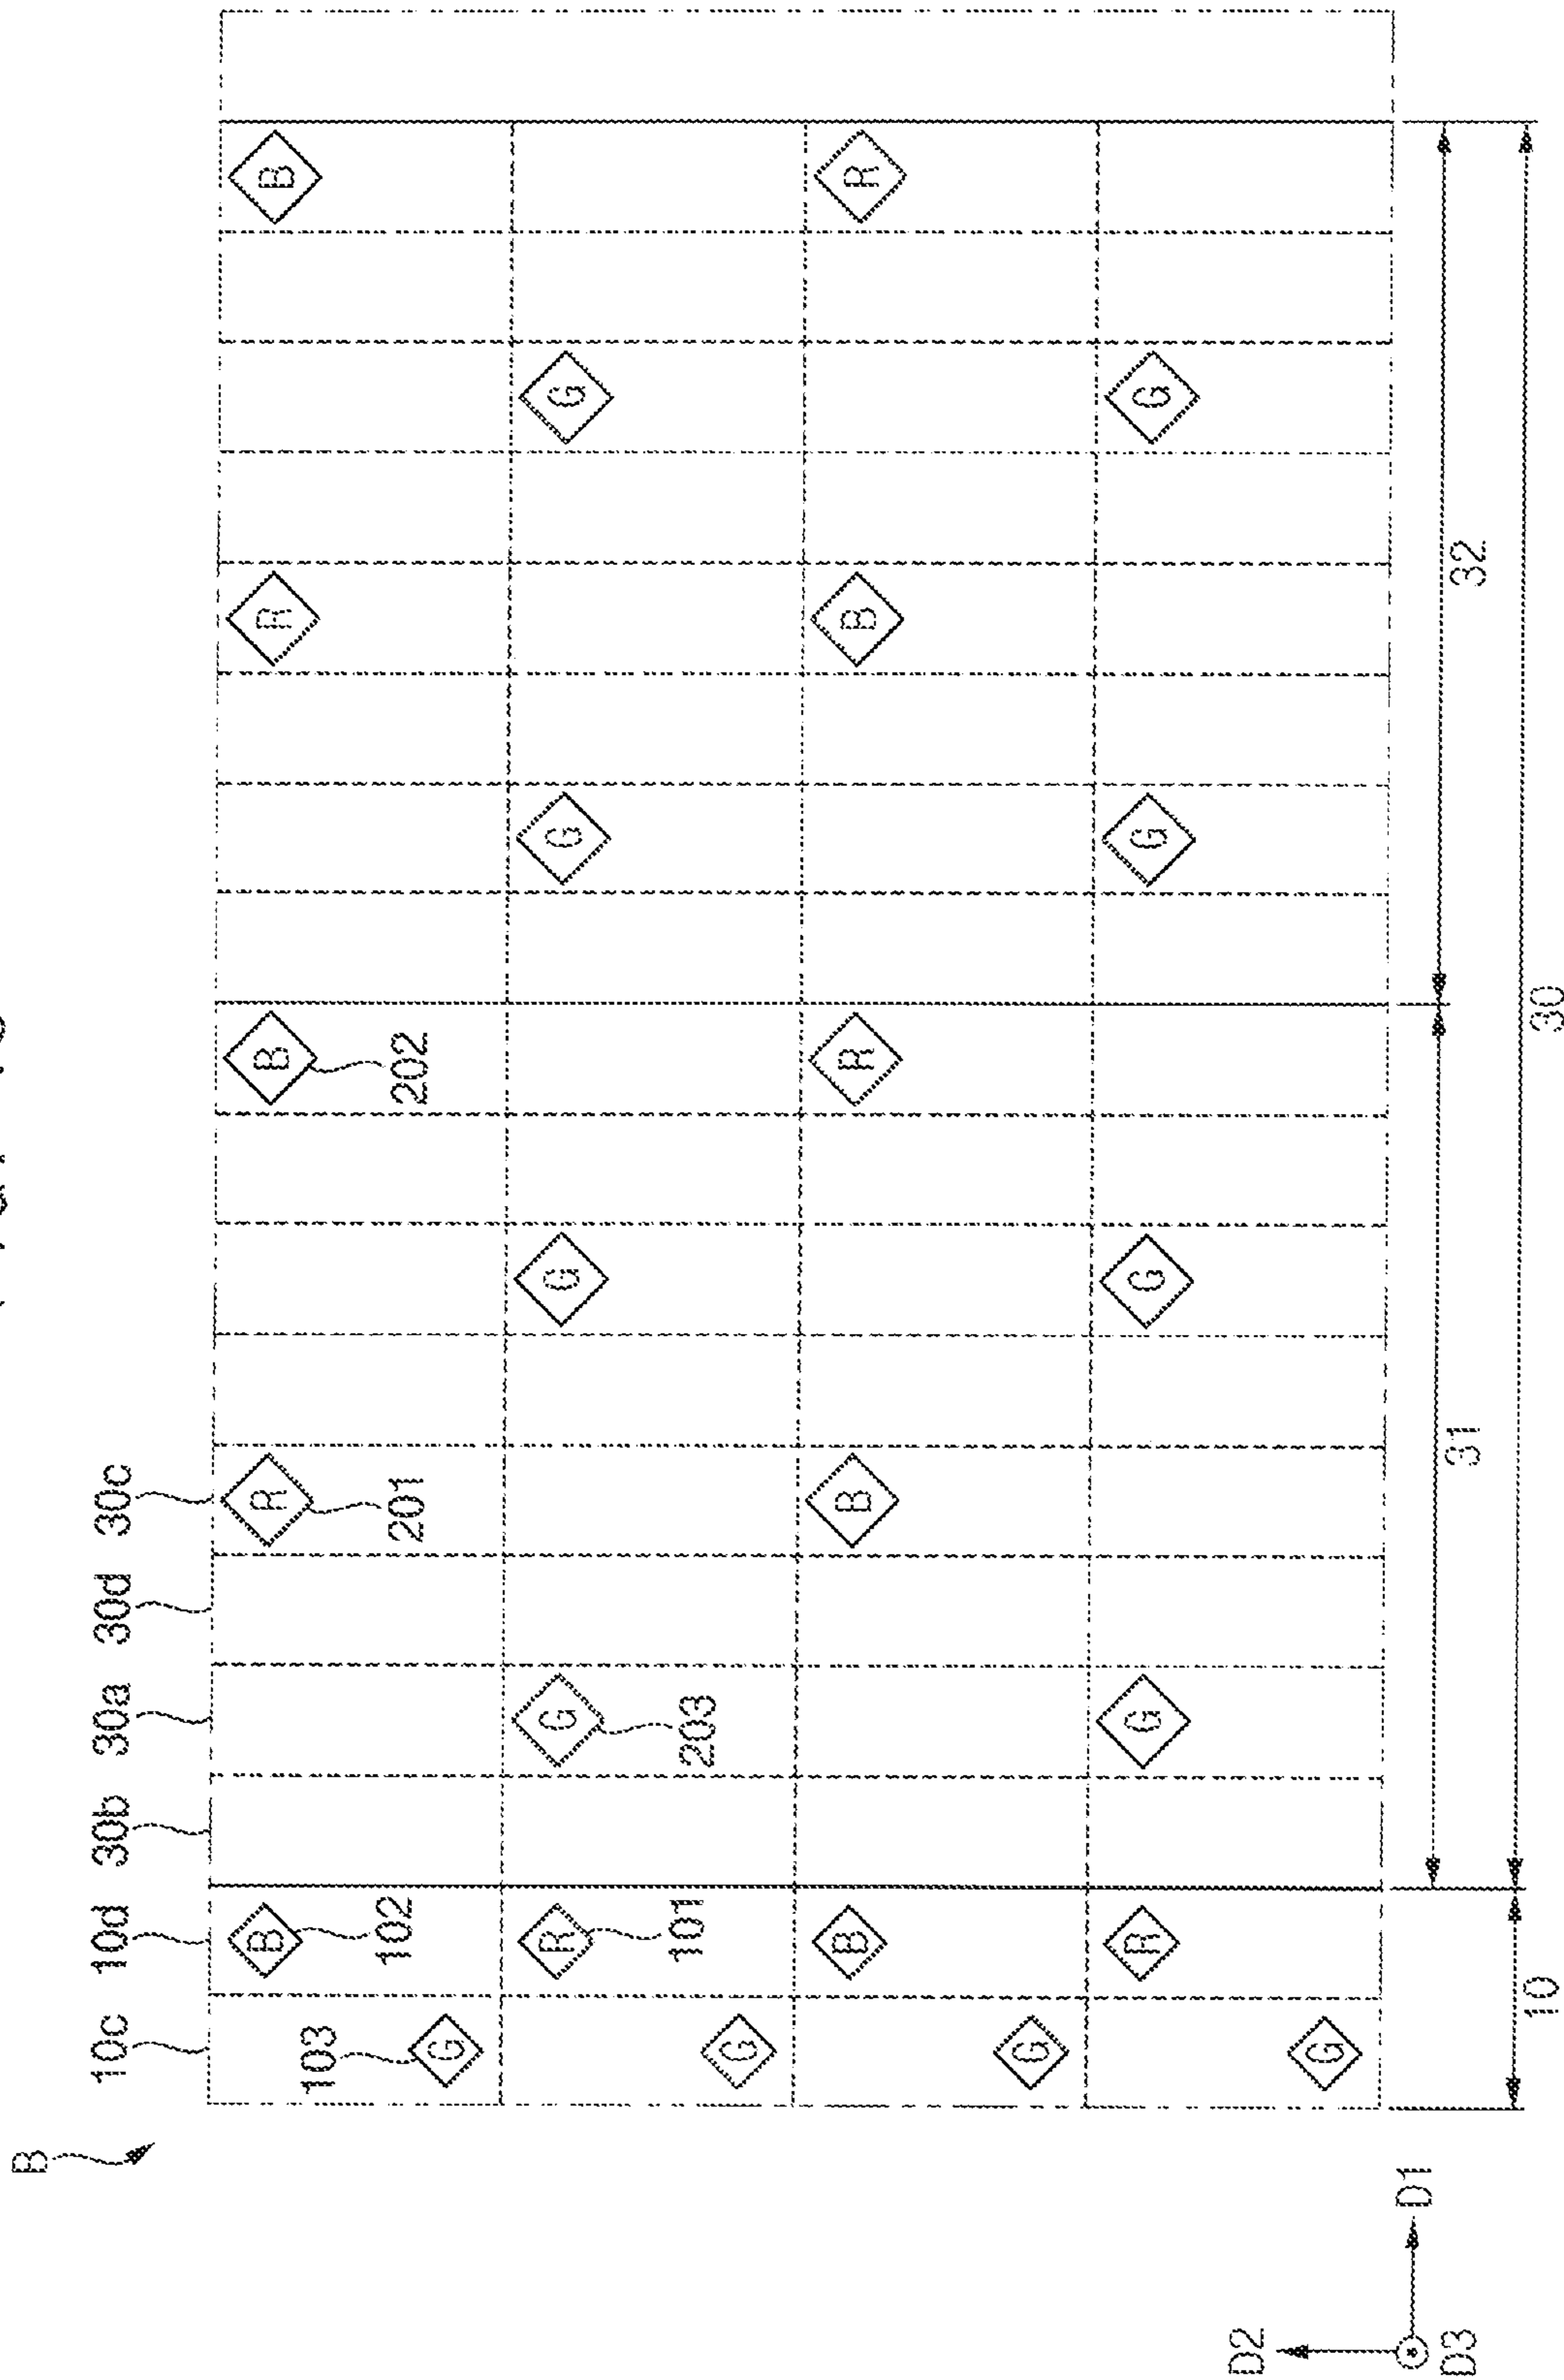 B
10c 10d 30b 30a 30d 30c
B R B R B
103 102 201 202
G
R G G G G
101 203
G
B B R B R
G
R G G G G
D2
G
D1
D3
31 32
10 30